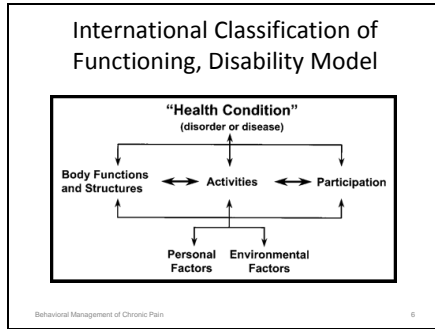 International Classification of
Functioning, Disability Model
“Health Condition”
(disorder or disease)
Body Functions
and Structures
Activities
Participation
Personal
Factors
Environmental
Factors
Behavioral Management of Chronic Pain
6